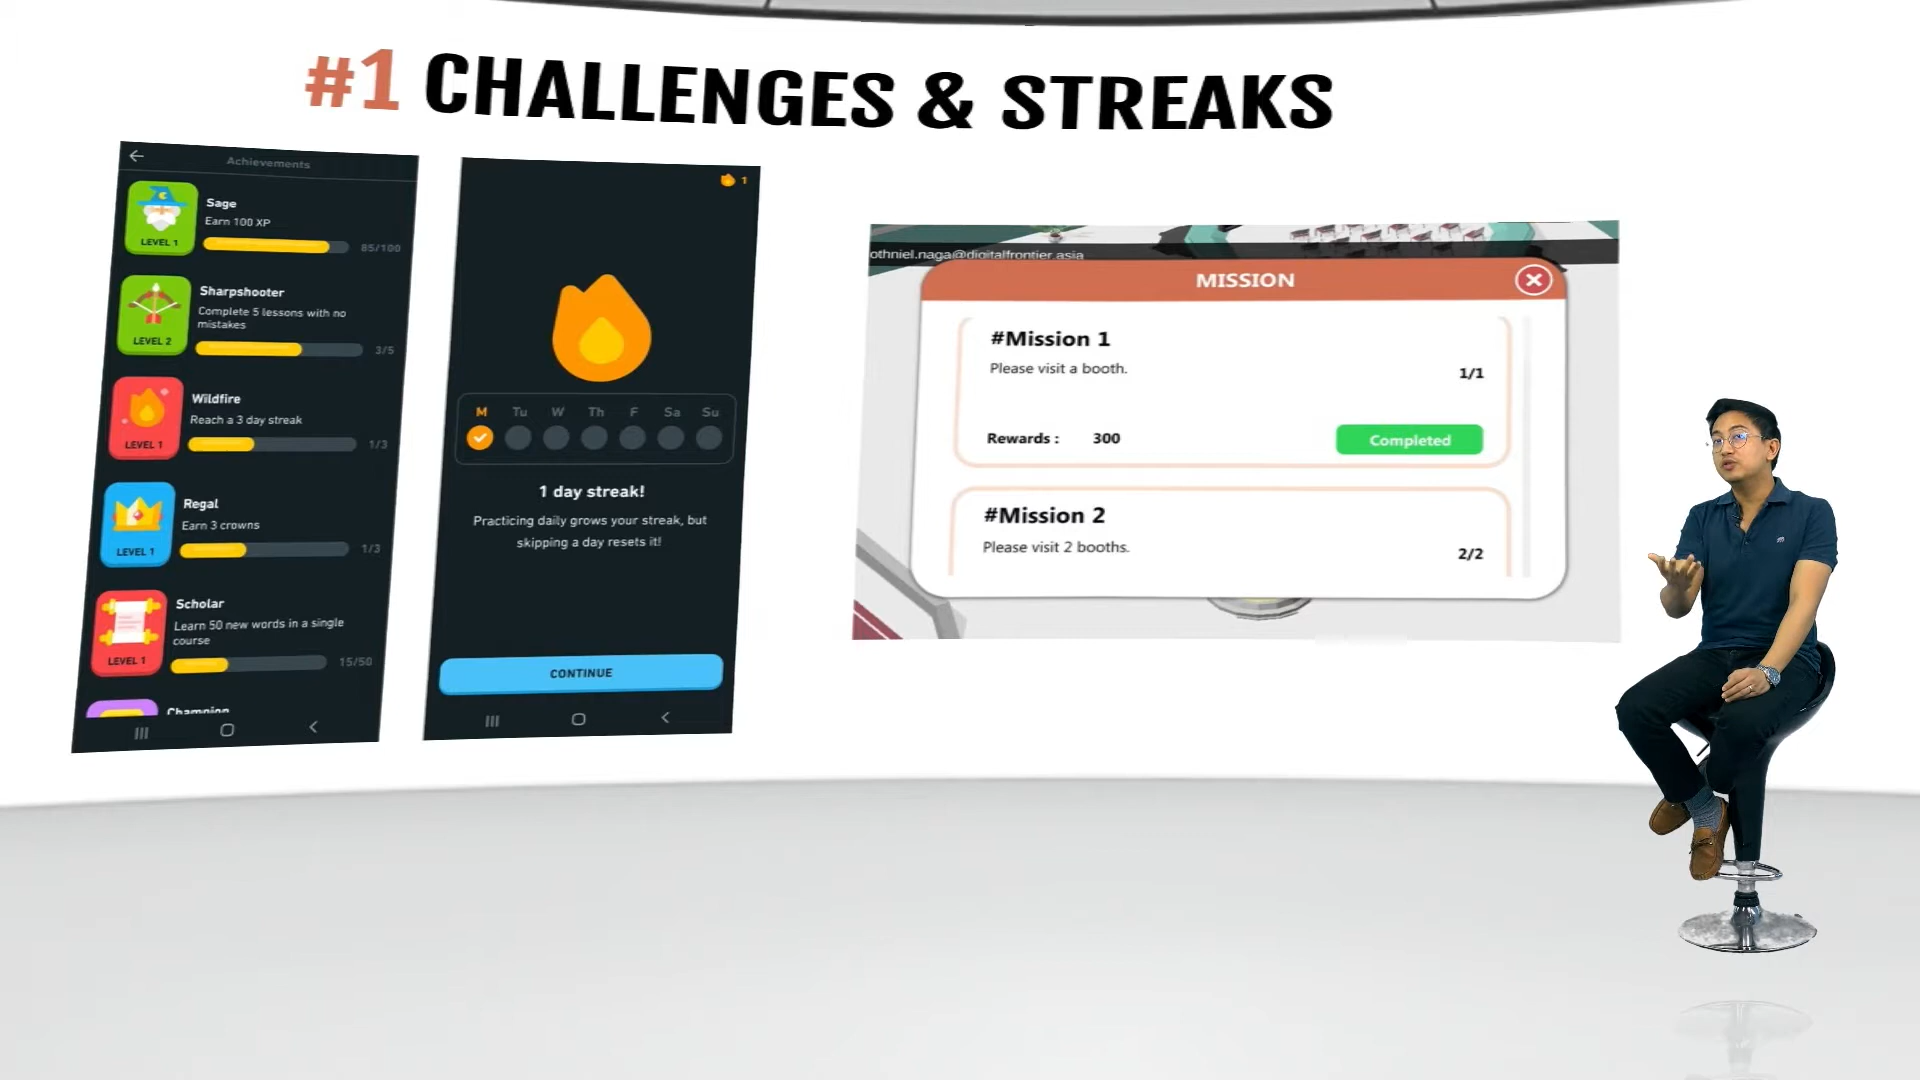 #1 CHALLENGES & STREAKS
Achievements
Sage
Earn 100 XP
LEVEL 1
85/100
Sharpshooter
Complete 5 lessons with no
mistakes
LEVEL 2
3/5
Wildfire
Reach a 3 day streak
LEVEL 1
1/3
Regal
Earn 3 crowns
LEVEL 1
1/3
Scholar
Learn 50 new words in a single
course
LEVEL 1
15/50
Champion
1
M Tu W Th F Sa Su
1 day streak!
Practicing daily grows your streak, but
skipping a day resets it!
CONTINUE
othniel.naga@digitalfrontier.asia
MISSION
#Mission 1
Please visit a booth.
1/1
Rewards : 300
Completed
#Mission 2
Please visit 2 booths.
2/2